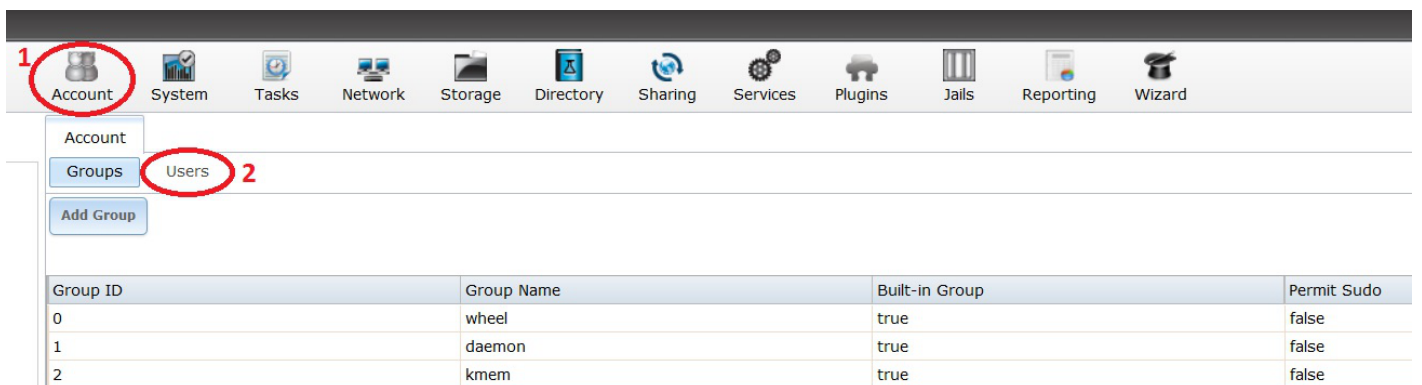 1
Account System Tasks Network Storage Directory Sharing Services Plugins Jails Reporting Wizard
Account
Groups Users 2
Add Group
Group ID Group Name Built-in Group Permit Sudo
0 wheel true false
1 daemon true false
2 kmem true false